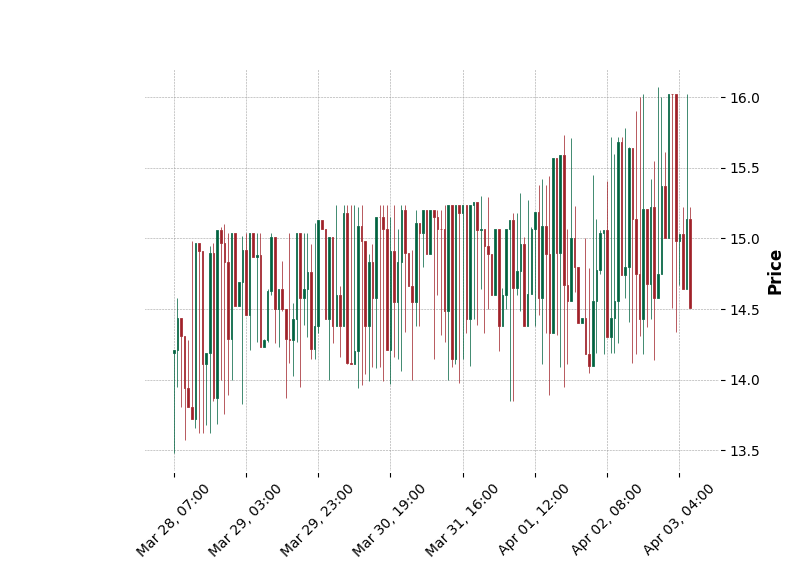 16.0
15.5
15.0
14.5
14.0
13.5
Price
Mar 28, 07:00
Mar 29, 03:00
Mar 29, 23:00
Mar 30, 19:00
Mar 31, 16:00
Apr 01, 12:00
Apr 02, 08:00
Apr 03, 04:00